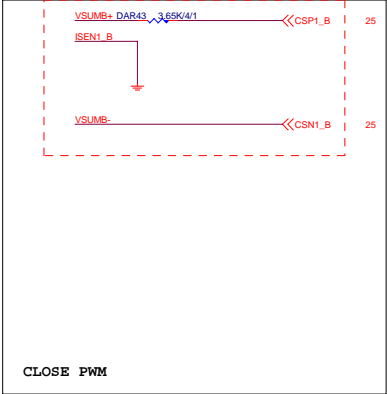 VSUMB+ DAR43 3.65K/4/1 CSP1_B 25
ISEN1_B
VSUMB- CSN1_B 25
CLOSE PWM